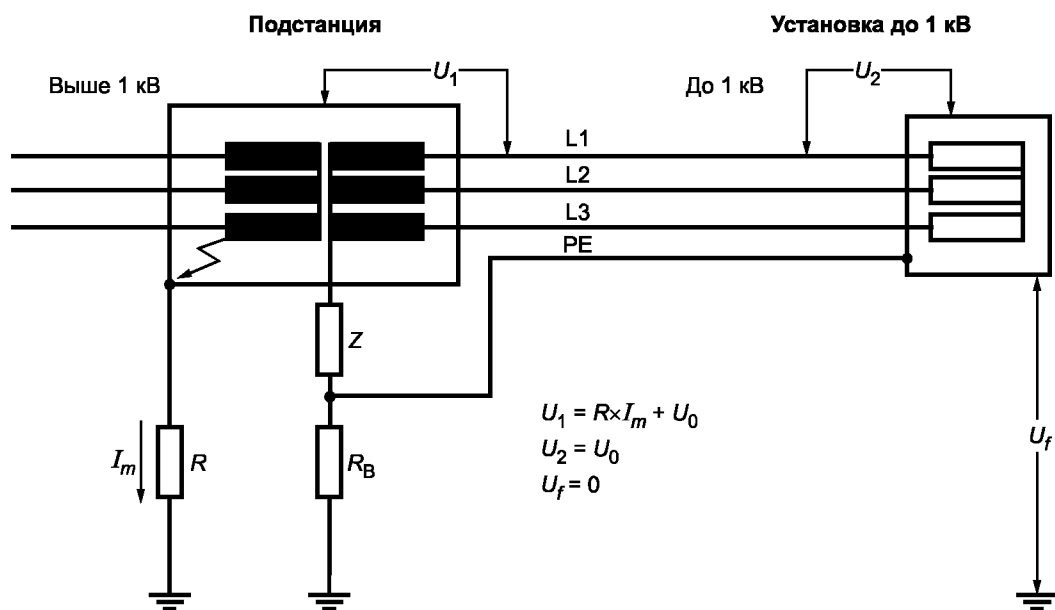 Подстанция
Установка до 1 кВ
Выше 1 кВ
U1
До 1 кВ
U2
L1
L2
L3
PE
Z
U1 = R×Im + U0
U2 = U0
Uf = 0
Im
R
RB
Uf